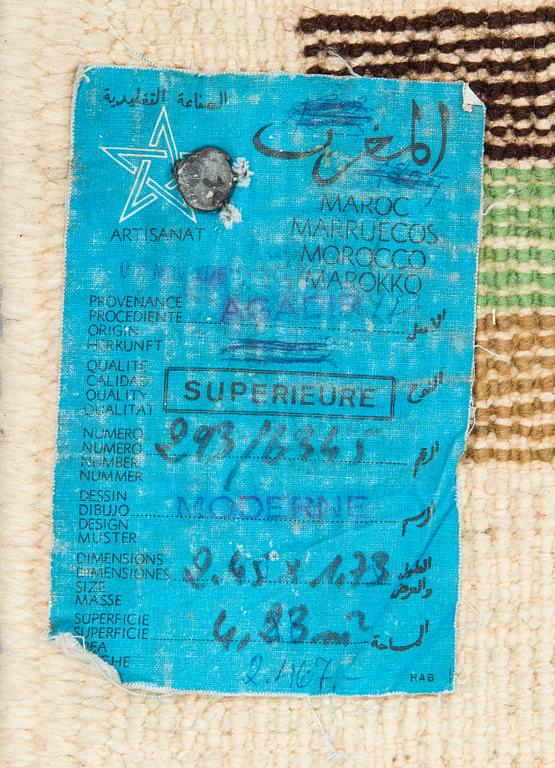 الصناعة التقليدية
المغرب
ARTISANAT
MAROC
MARRUECOS
MOROCCO
MAROKKO
PROVENANCE
PROCEDIENTE
ORIGIN
HERKUNFT
AGADIR
الأصل
QUALITE
CALIDAD
QUALITY
QUALITAT
SUPERIEURE
النوع
NUMERO
NUMERO
NUMBER
NUMMER
293/6345
الرقم
DESSIN
DIBUJO
DESIGN
MUSTER
MODERNE
الرسم
DIMENSIONS
DIMENSIONES
SIZE
MASSE
2.45 x 1.73
الطول
والعرض
SUPERFICIE
SUPERFICIE
4,23 m²
المساحة
2.467,-
HAB